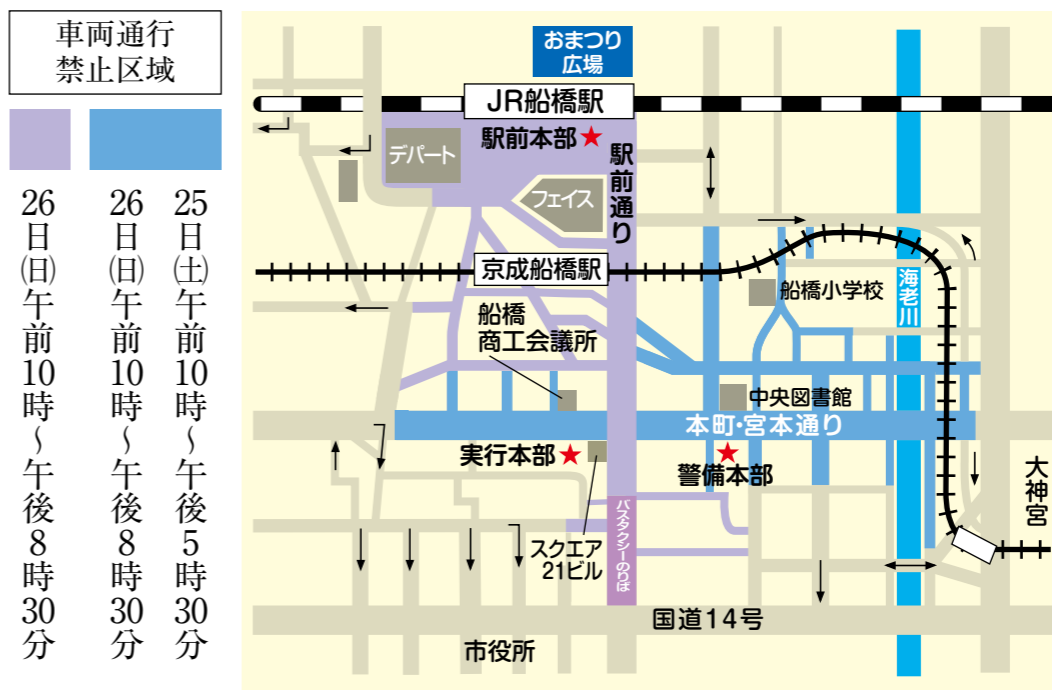 車両通行
禁止区域
25日(土)午前10時～午後5時30分
26日(日)午前10時～午後8時30分
26日(日)午前10時～午後8時30分
おまつり
広場
JR船橋駅
駅前本部
デパート
駅前通り
フェイス
京成船橋駅
船橋小学校
海老川
船橋
商工会議所
中央図書館
本町・宮本通り
実行本部
警備本部
大神宮
バスタクシーのりば
スクエア
21ビル
国道14号
市役所